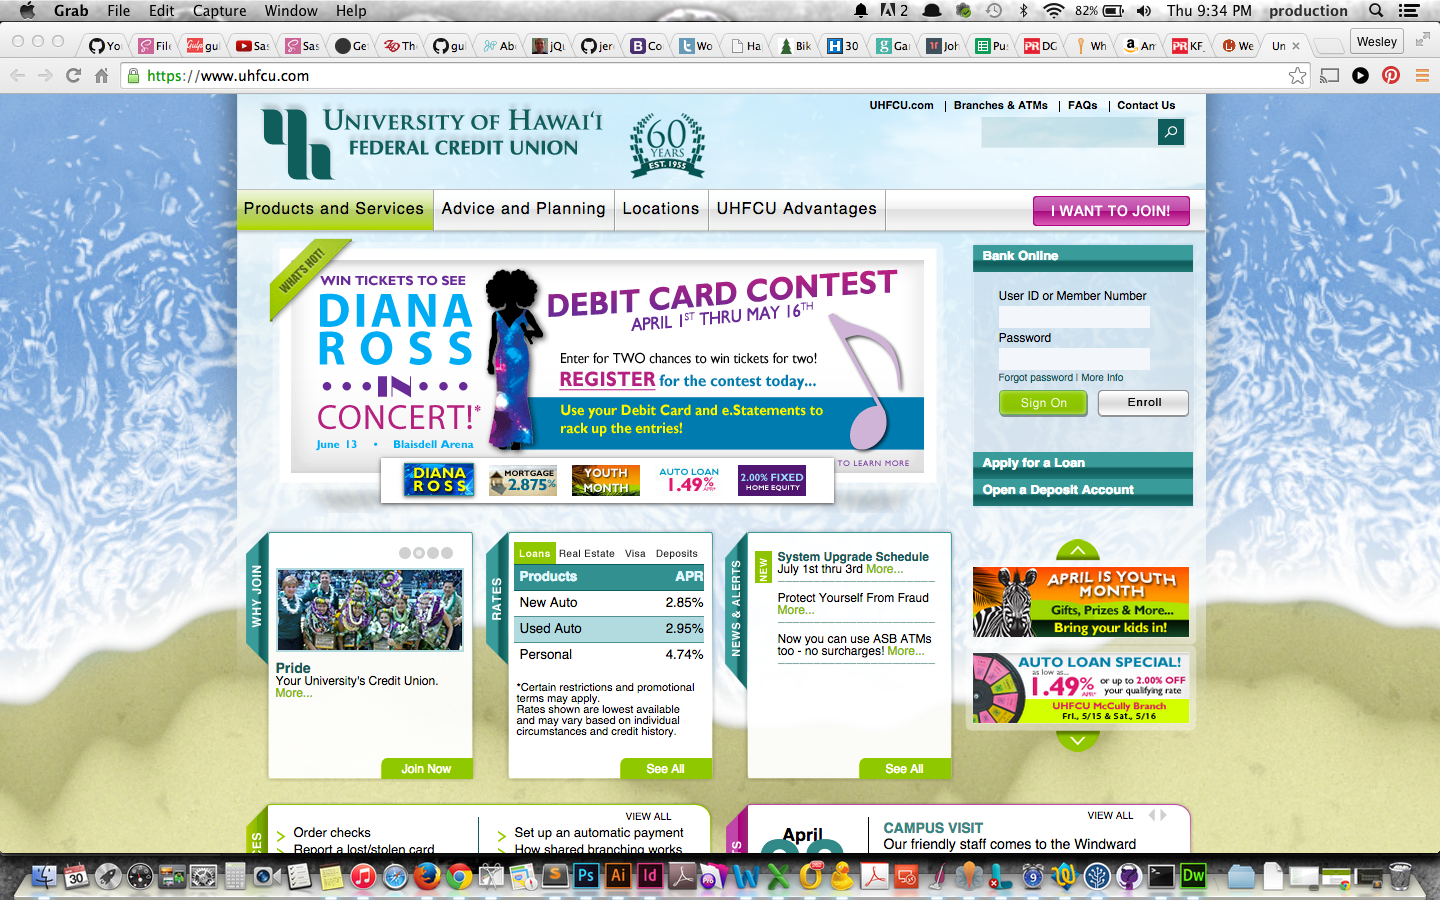 Grab File Edit Capture Window Help
2
82%
Thu 9:34 PM production
Yo
File
gul
Sas
Sas
Ge
Th
gul
Ab
jQ
jer
Co
Wo
Ha
Bik
30
Ga
Joh
Pus
DC
Wh
Am
KF
We
Un
Wesley
https://www.uhfcu.com
UNIVERSITY OF HAWAIʻI
FEDERAL CREDIT UNION
60
YEARS
EST. 1955
UHFCU.com | Branches & ATMs | FAQs | Contact Us
Products and Services
Advice and Planning
Locations
UHFCU Advantages
I WANT TO JOIN!
WHAT'S HOT!
WIN TICKETS TO SEE
DIANA
ROSS
•••IN•••
CONCERT!*
June 13 • Blaisdell Arena
DEBIT CARD CONTEST
APRIL 1ST THRU MAY 16TH
Enter for TWO chances to win tickets for two!
REGISTER for the contest today...
Use your Debit Card and e.Statements to
rack up the entries!
TO LEARN MORE
DIANA
ROSS
MORTGAGE
2.875%
YOUTH
MONTH
AUTO LOAN
1.49%
APR*
2.00% FIXED
HOME EQUITY
Bank Online
User ID or Member Number
Password
Forgot password | More Info
Sign On
Enroll
Apply for a Loan
Open a Deposit Account
WHY JOIN
Pride
Your University's Credit Union.
More...
Join Now
RATES
Loans Real Estate Visa Deposits
Products APR
New Auto 2.85%
Used Auto 2.95%
Personal 4.74%
*Certain restrictions and promotional
terms may apply.
Rates shown are lowest available
and may vary based on individual
circumstances and credit history.
See All
NEWS & ALERTS
NEW
System Upgrade Schedule
July 1st thru 3rd More...
Protect Yourself From Fraud
More...
Now you can use ASB ATMs
too - no surcharges! More...
See All
APRIL IS YOUTH
MONTH
Gifts, Prizes & More...
Bring your kids in!
AUTO LOAN SPECIAL!
as low as...
1.49%
APR*
or up to 2.00% OFF
your qualifying rate
UHFCU McCully Branch
Fri., 5/15 & Sat., 5/16
VIEW ALL
Order checks
Report a lost/stolen card
Set up an automatic payment
How shared branching works
VIEW ALL
April
CAMPUS VISIT
Our friendly staff comes to the Windward
30
Ps
Ai
Id
9
Dw